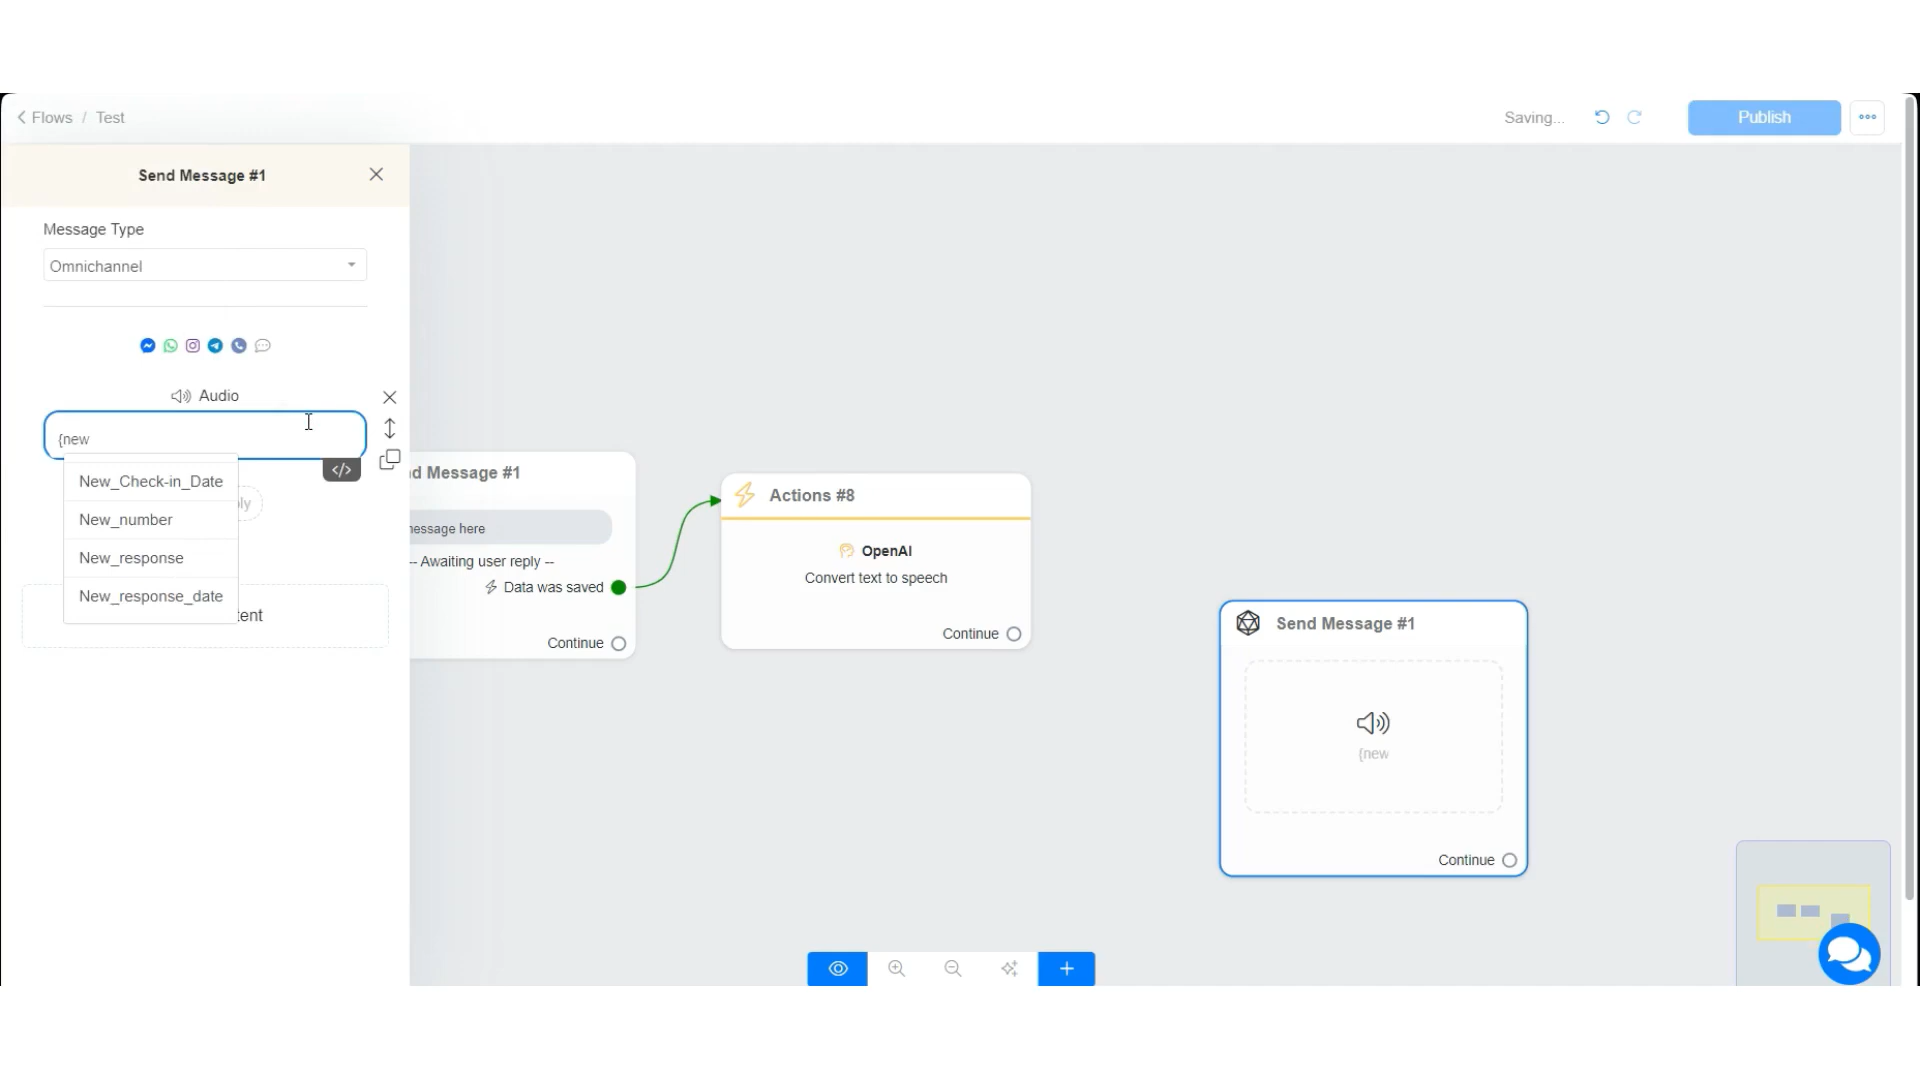 Flows / Test
Saving...
Publish
Send Message #1
Message Type
Omnichannel
Audio
{new
</>
New_Check-in_Date
New_number
New_response
New_response_date
ly
tent
d Message #1
essage here
-- Awaiting user reply --
Data was saved
Continue
Actions #8
OpenAI
Convert text to speech
Continue
Send Message #1
{new
Continue